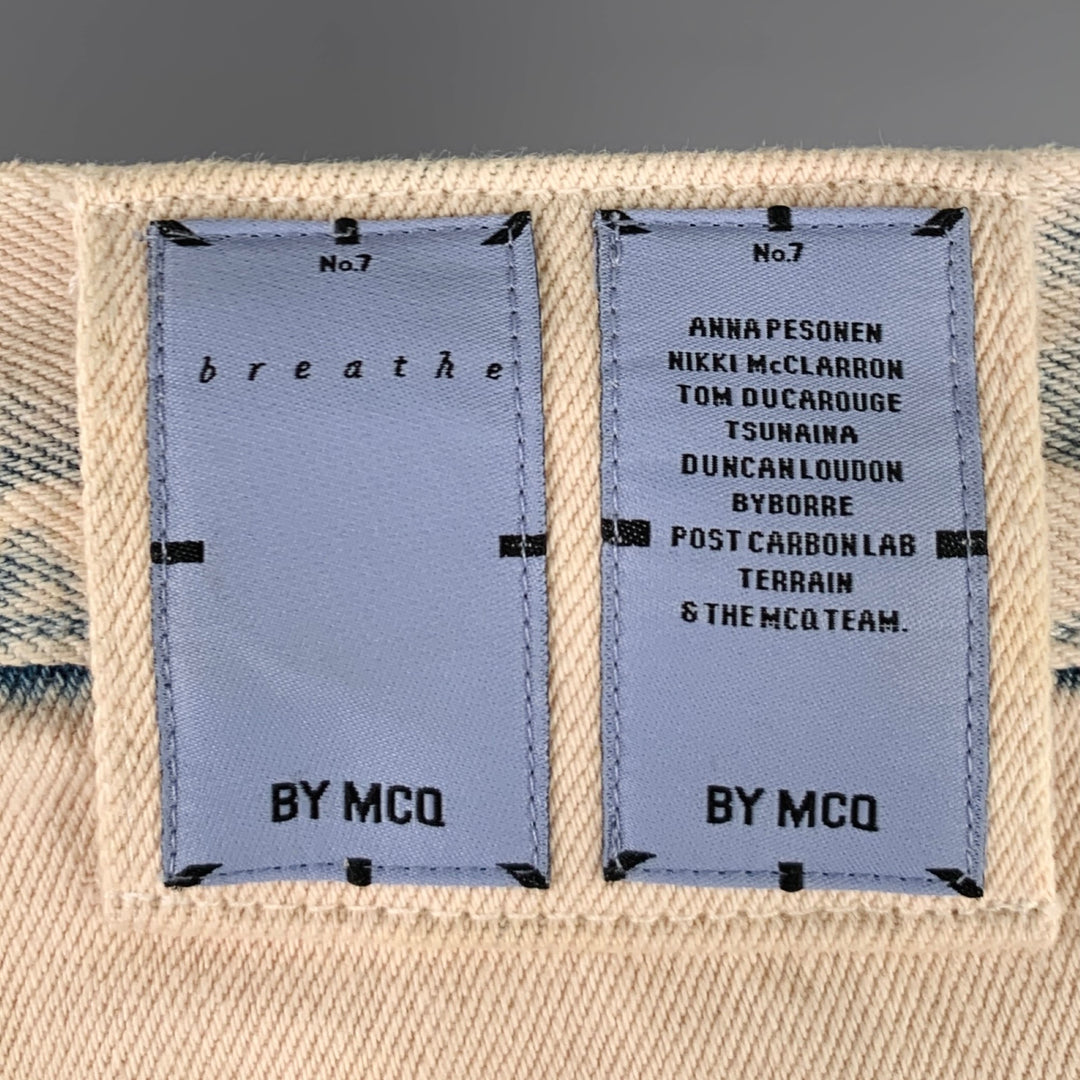 No.7
breathe
BY MCQ
No.7
ANNA PESONEN
NIKKI McCLARRON
TOM DUCAROUGE
TSUNAINA
DUNCAN LOUDON
BYBORRE
POST CARBON LAB
TERRAIN
& THE MCQ TEAM.
BY MCQ